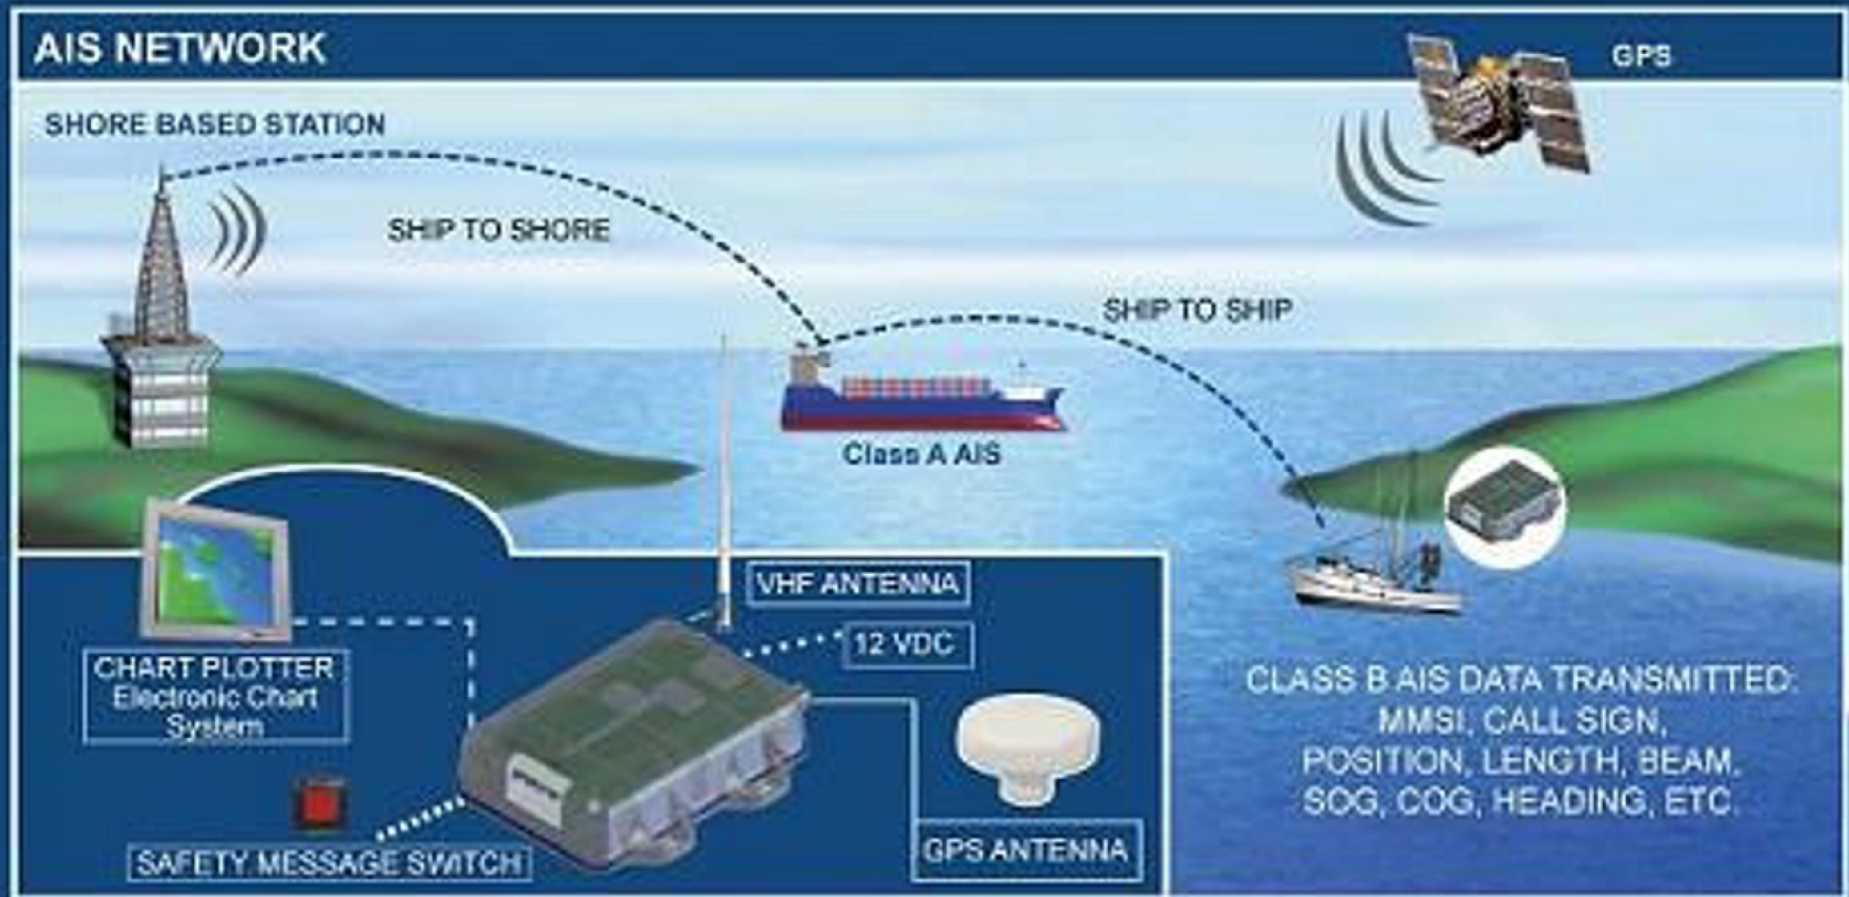 AIS NETWORK
GPS
SHORE BASED STATION
SHIP TO SHORE
SHIP TO SHIP
Class A AIS
VHF ANTENNA
12 VDC
CHART PLOTTER
Electronic Chart
System
CLASS B AIS DATA TRANSMITTED:
MMSI, CALL SIGN,
POSITION, LENGTH, BEAM,
SOG, COG, HEADING, ETC.
GPS ANTENNA
SAFETY MESSAGE SWITCH